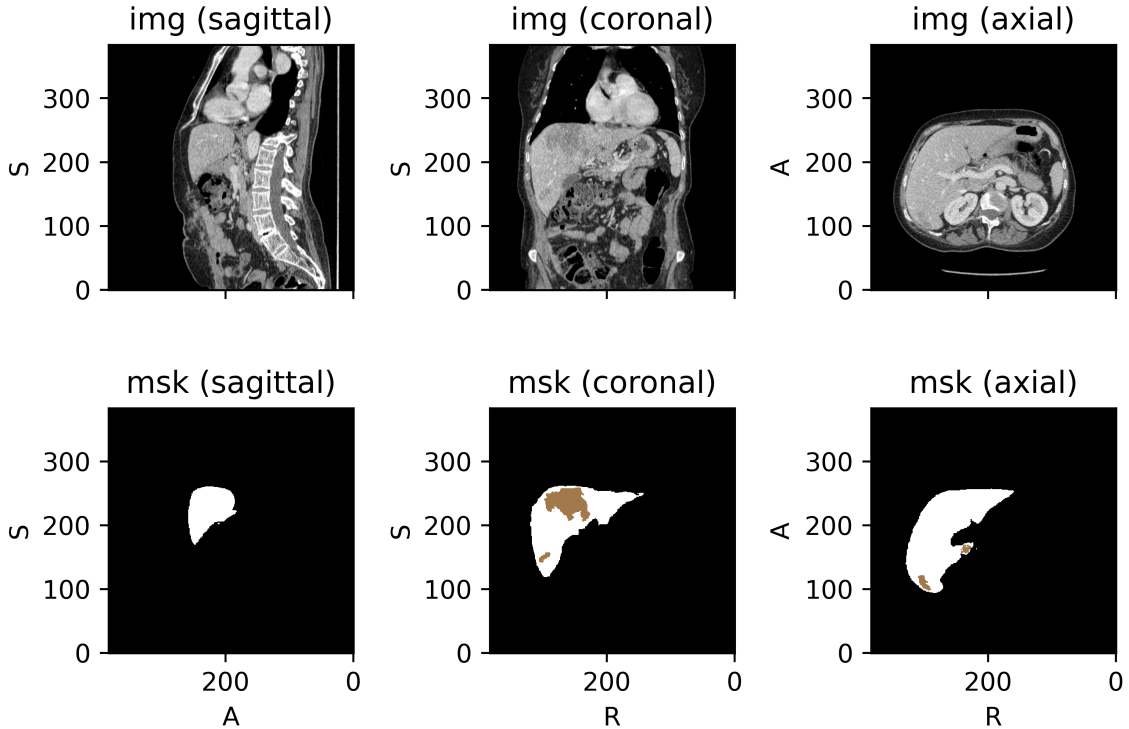 img (sagittal) img (coronal) img (axial)
300 300 300
200 200 200
100 100 100
0 0 0
S S A
msk (sagittal) msk (coronal) msk (axial)
300 300 300
200 200 200
100 100 100
0 0 0
S S A
200 0 200 0 200 0
A R R